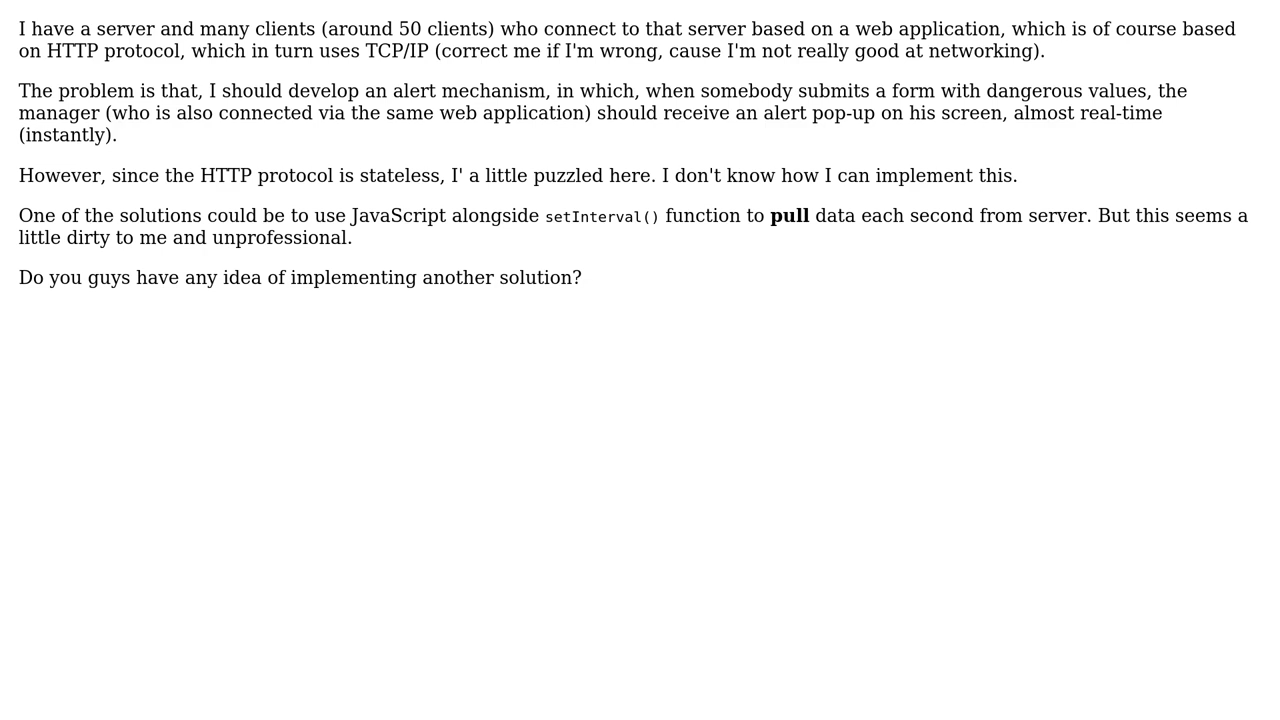 I have a server and many clients (around 50 clients) who connect to that server based on a web application, which is of course based
on HTTP protocol, which in turn uses TCP/IP (correct me if I'm wrong, cause I'm not really good at networking).
The problem is that, I should develop an alert mechanism, in which, when somebody submits a form with dangerous values, the
manager (who is also connected via the same web application) should receive an alert pop-up on his screen, almost real-time
(instantly).
However, since the HTTP protocol is stateless, I' a little puzzled here. I don't know how I can implement this.
One of the solutions could be to use JavaScript alongside setInterval() function to pull data each second from server. But this seems a
little dirty to me and unprofessional.
Do you guys have any idea of implementing another solution?